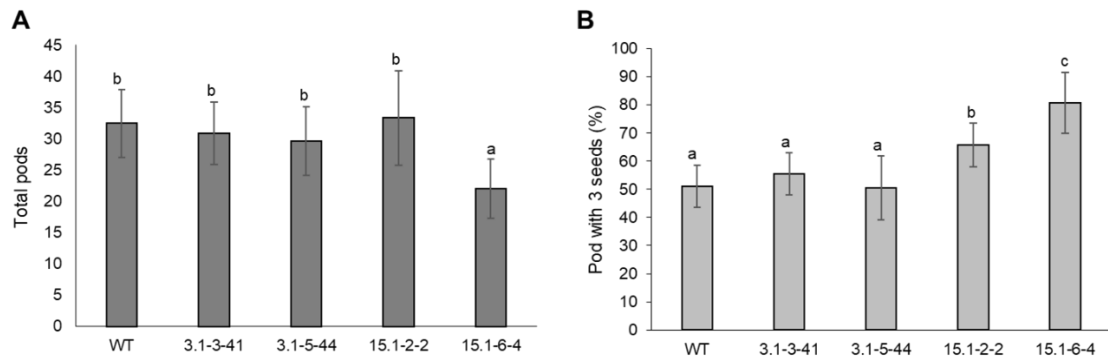 A
Total pods
45
40
35
30
25
20
15
10
5
0
b
b
b
b
a
WT
3.1-3-41
3.1-5-44
15.1-2-2
15.1-6-4
B
Pod with 3 seeds (%)
100
90
80
70
60
50
40
30
20
10
0
a
a
a
b
c
WT
3.1-3-41
3.1-5-44
15.1-2-2
15.1-6-4